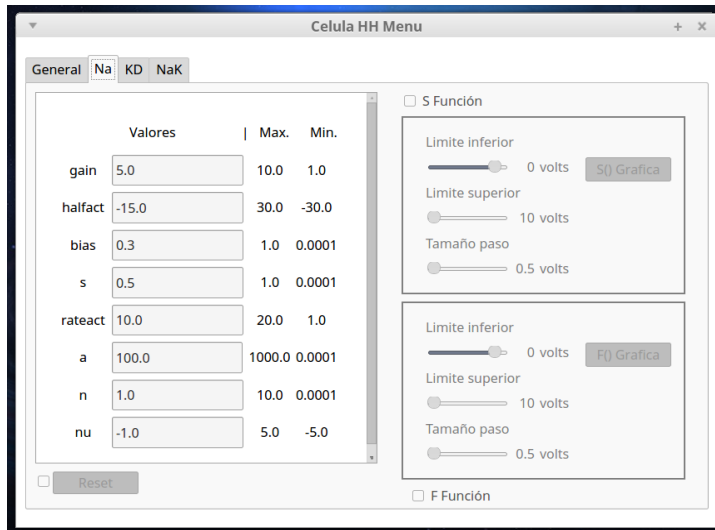 Celula HH Menu
General Na KD NaK
Valores | Max. Min.
gain 5.0 10.0 1.0
halfact -15.0 30.0 -30.0
bias 0.3 1.0 0.0001
s 0.5 1.0 0.0001
rateact 10.0 20.0 1.0
a 100.0 1000.0 0.0001
n 1.0 10.0 0.0001
nu -1.0 5.0 -5.0
Reset
S Función
Limite inferior
0 volts S() Grafica
Limite superior
10 volts
Tamaño paso
0.5 volts
Limite inferior
0 volts F() Grafica
Limite superior
10 volts
Tamaño paso
0.5 volts
F Función